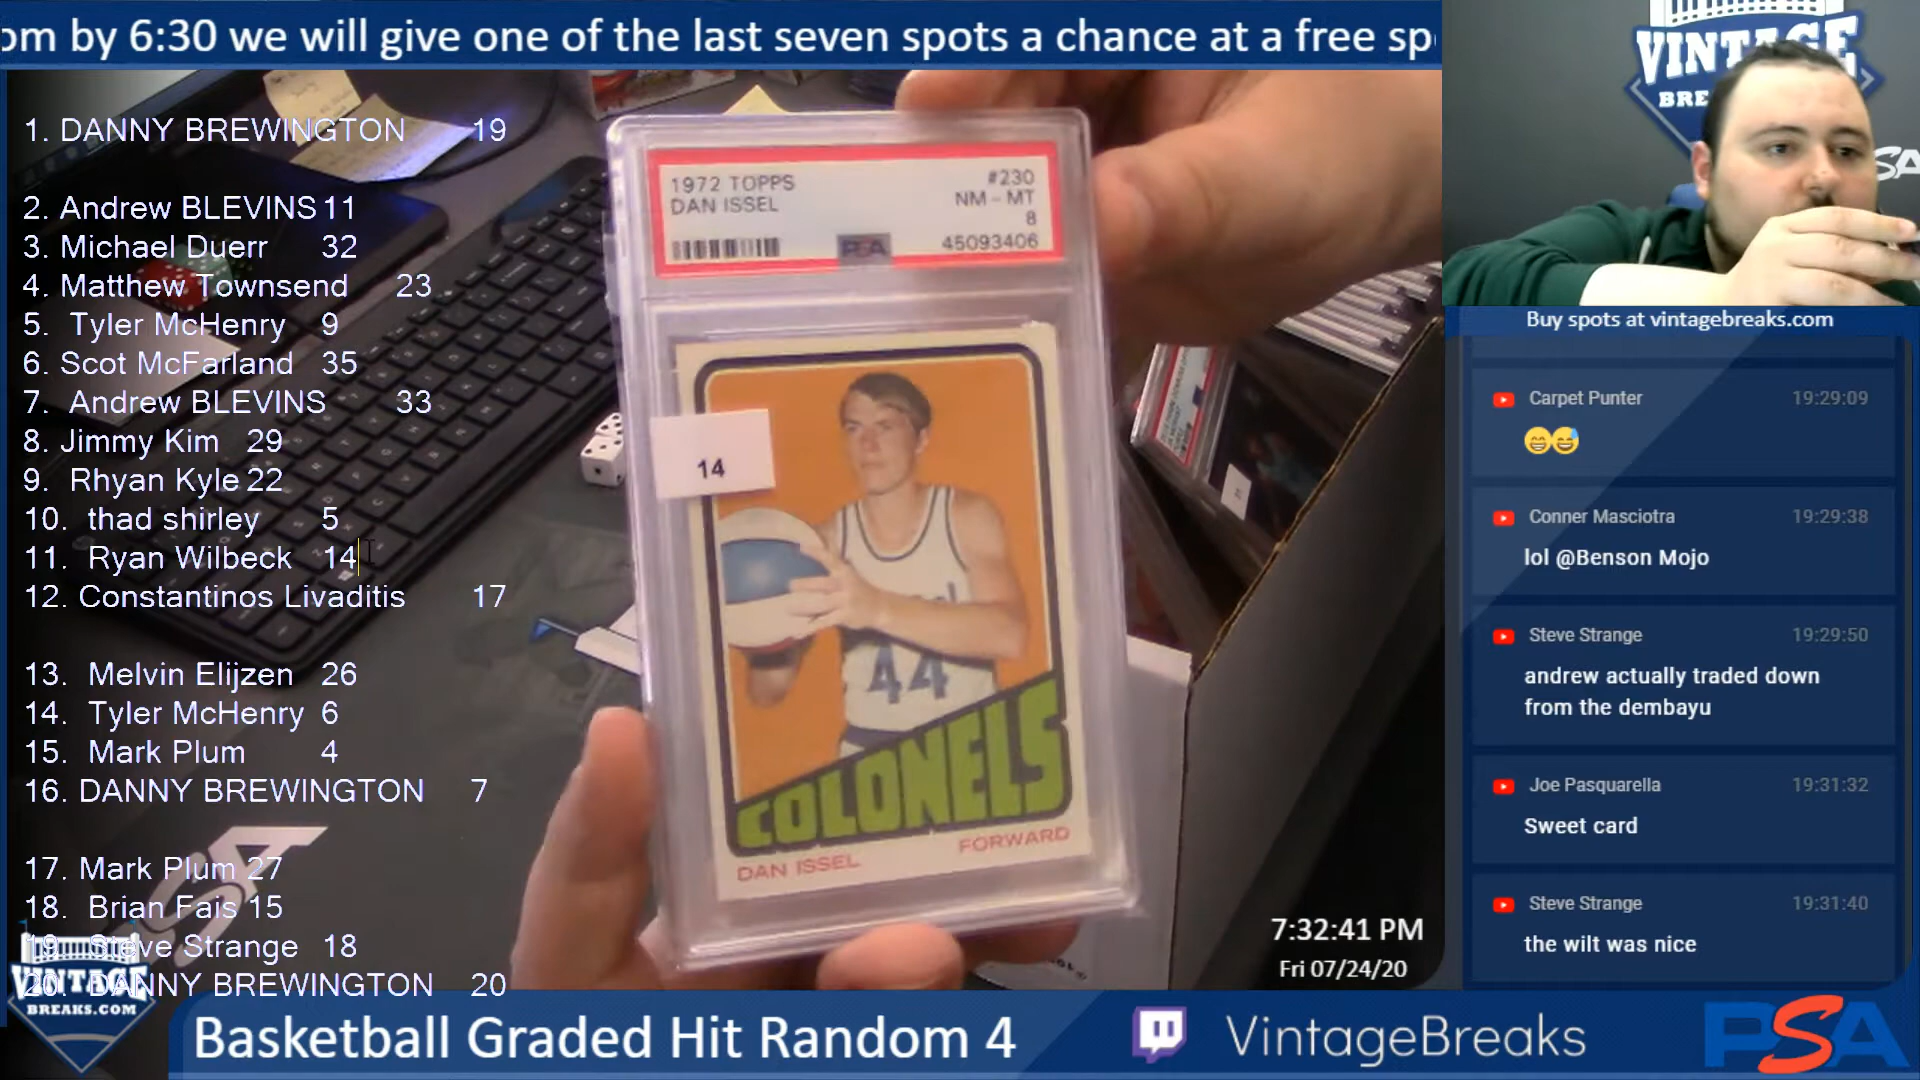 om by 6:30 we will give one of the last seven spots a chance at a free sp
1. DANNY BREWINGTON 19
2. Andrew BLEVINS 11
3. Michael Duerr 32
4. Matthew Townsend 23
5. Tyler McHenry 9
6. Scot McFarland 35
7. Andrew BLEVINS 33
8. Jimmy Kim 29
9. Rhyan Kyle 22
10. thad shirley 5
11. Ryan Wilbeck 14
12. Constantinos Livaditis 17
13. Melvin Elijzen 26
14. Tyler McHenry 6
15. Mark Plum 4
16. DANNY BREWINGTON 7
17. Mark Plum 27
18. Brian Fais 15
19. Steve Strange 18
20. DANNY BREWINGTON 20
1972 TOPPS #230
DAN ISSEL NM - MT
8
PSA 45093406
14
44
COLONELS
DAN ISSEL FORWARD
7:32:41 PM
Fri 07/24/20
VINTAGE
BRE
SA
Buy spots at vintagebreaks.com
Carpet Punter 19:29:09
Conner Masciotra 19:29:38
lol @Benson Mojo
Steve Strange 19:29:50
andrew actually traded down
from the dembayu
Joe Pasquarella 19:31:32
Sweet card
Steve Strange 19:31:40
the wilt was nice
VINTAGE
BREAKS.COM
Basketball Graded Hit Random 4
VintageBreaks
PSA